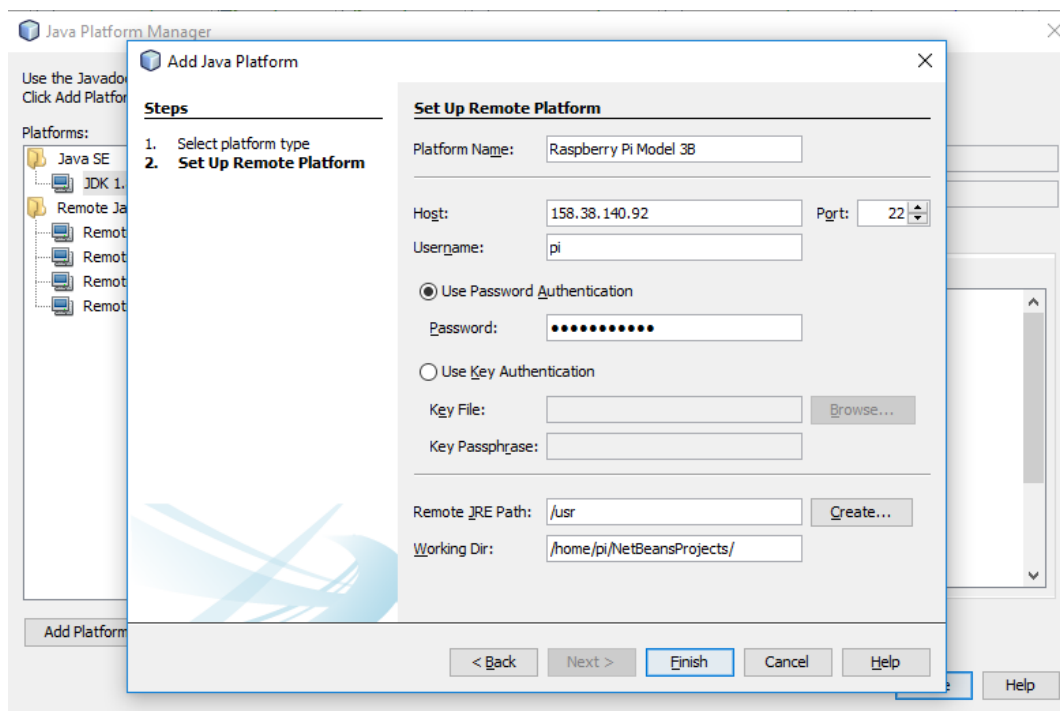 Java Platform Manager
Use the Javado
Click Add Platfor
Platforms:
Java SE
JDK 1.
Remote Ja
Remot
Remot
Remot
Remot
Add Platform
Add Java Platform
Steps
1. Select platform type
2. Set Up Remote Platform
Set Up Remote Platform
Platform Name: Raspberry Pi Model 3B
Host: 158.38.140.92 Port: 22
Username: pi
Use Password Authentication
Password: ●●●●●●●●●●●
Use Key Authentication
Key File: Browse...
Key Passphrase:
Remote JRE Path: /usr Create...
Working Dir: /home/pi/NetBeansProjects/
< Back Next > Finish Cancel Help
Help